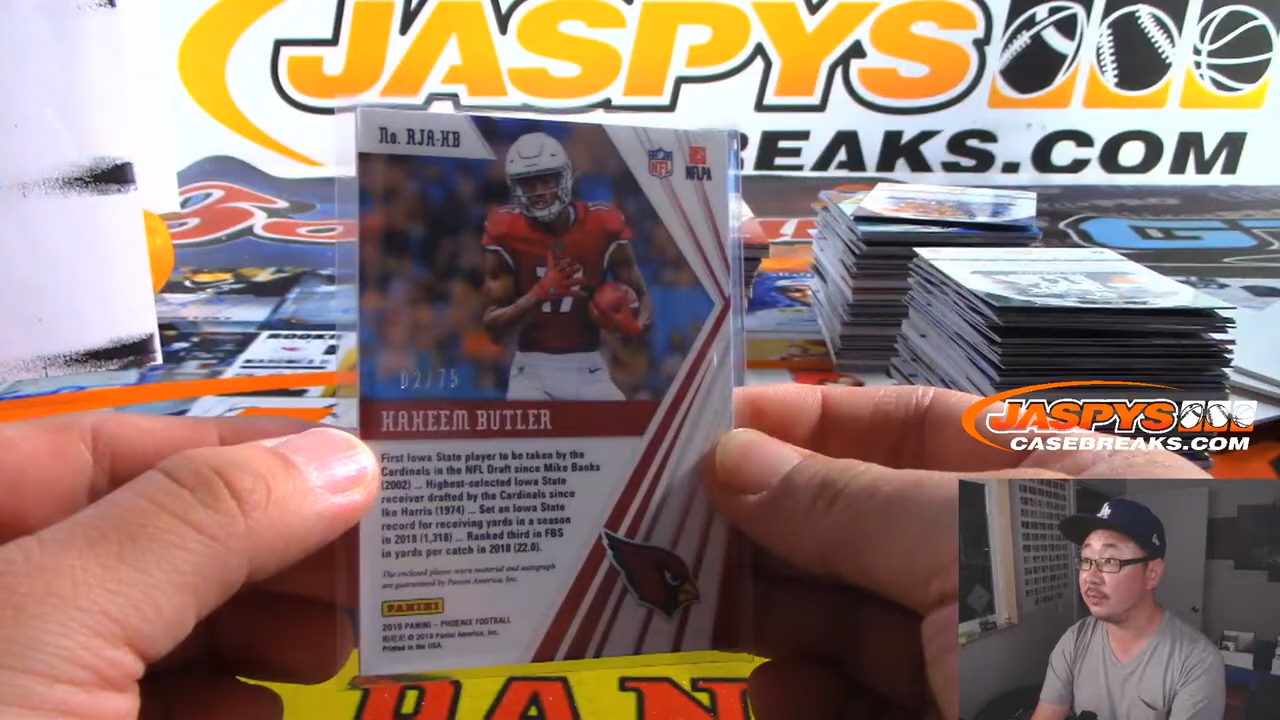 JASPYS
EAKS.COM
No. RJA-HB
NFL
NFLPA
02/75
HAKEEM BUTLER
First Iowa State player to be taken by the
Cardinals in the NFL Draft since Mike Banks
(2002) ... Highest-selected Iowa State
receiver drafted by the Cardinals since
Ike Harris (1974) ... Set an Iowa State
record for receiving yards in a season
in 2018 (1,318) ... Ranked third in FBS
in yards per catch in 2018 (22.0).
The enclosed player-worn material and autograph
are guaranteed by Panini America, Inc.
PANINI
2019 PANINI - PHOENIX FOOTBALL
© 2019 Panini America, Inc.
Printed in the USA.
JASPYS
CASEBREAKS.COM
LA
PANI